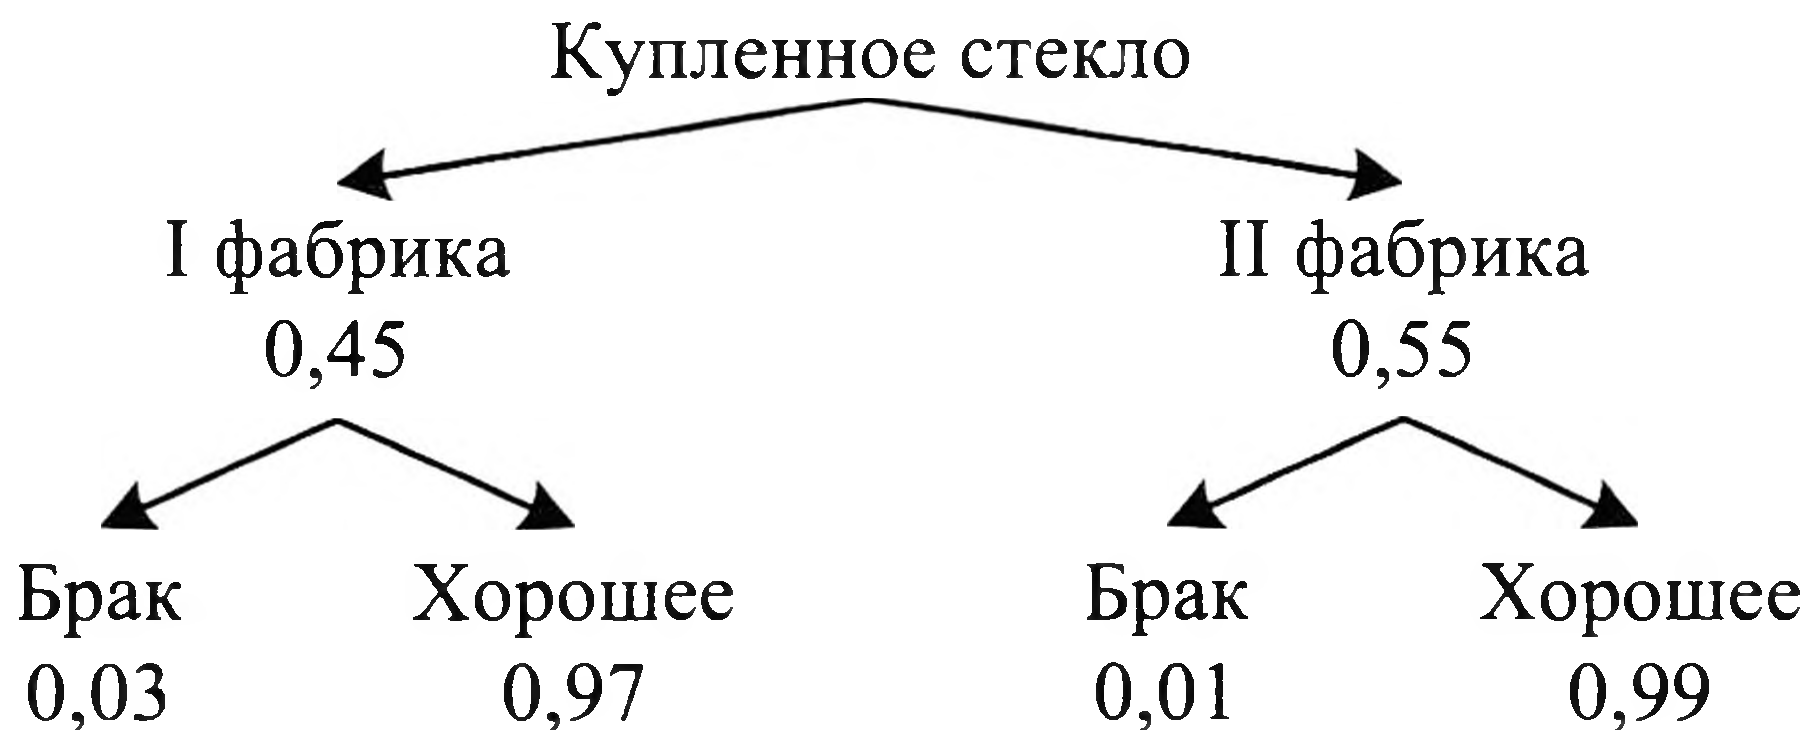 Купленное стекло
I фабрика II фабрика
0,45 0,55
Брак Хорошее Брак Хорошее
0,03 0,97 0,01 0,99